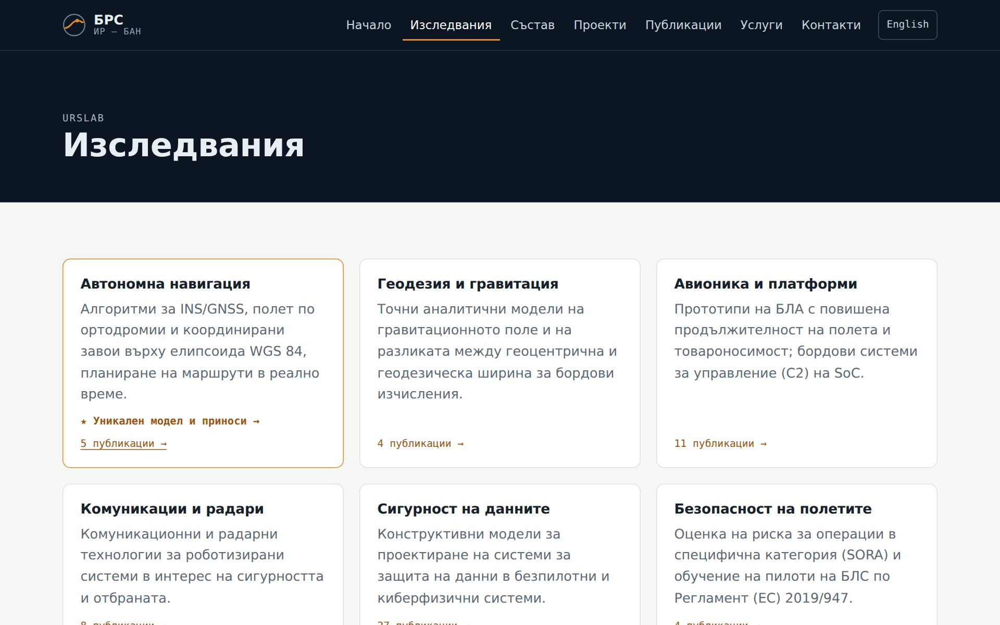 БРС
ИР — БАН
Начало
Изследвания
Състав
Проекти
Публикации
Услуги
Контакти
English
URSLAB
Изследвания
Автономна навигация
Алгоритми за INS/GNSS, полет по
ортодромии и координирани
завои върху елипсоида WGS 84,
планиране на маршрути в реално
време.
★ Уникален модел и приноси →
5 публикации →
Геодезия и гравитация
Точни аналитични модели на
гравитационното поле и на
разликата между геоцентрична и
геодезическа ширина за бордови
изчисления.
4 публикации →
Авионика и платформи
Прототипи на БЛА с повишена
продължителност на полета и
товароносимост; бордови системи
за управление (C2) на SoC.
11 публикации →
Комуникации и радари
Комуникационни и радарни
технологии за роботизирани
системи в интерес на сигурността
и отбраната.
8 публикации →
Сигурност на данните
Конструктивни модели за
проектиране на системи за
защита на данни в безпилотни и
киберфизични системи.
27 публикации →
Безопасност на полетите
Оценка на риска за операции в
специфична категория (SORA) и
обучение на пилоти на БЛС по
Регламент (ЕС) 2019/947.
4 публикации →